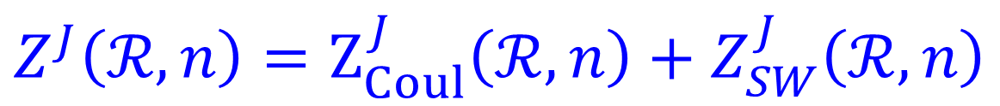 Z^J(ℛ, n) = Z^J_Coul(ℛ, n) + Z^J_SW(ℛ, n)